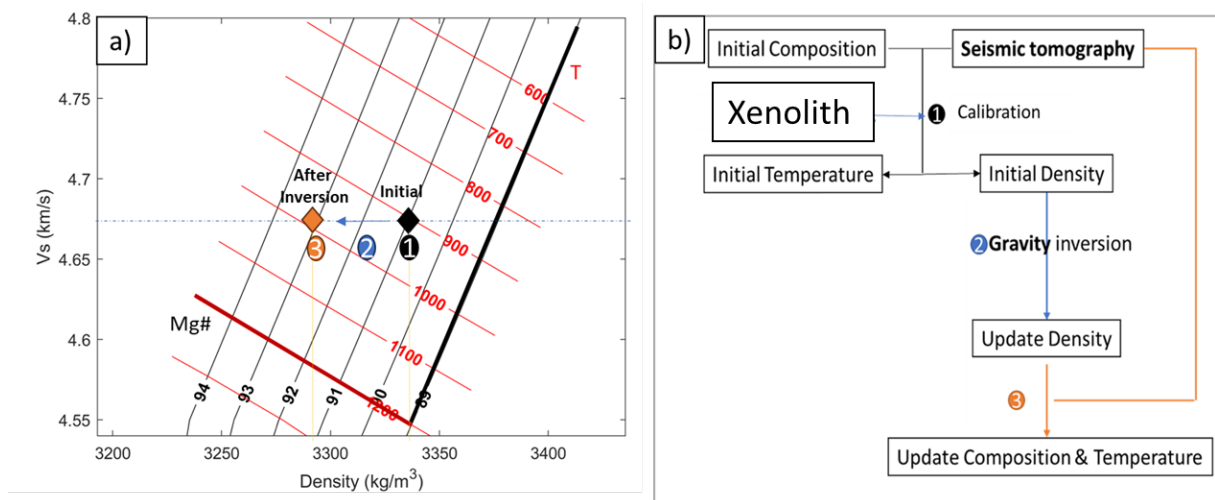 a)
4.8
4.75
4.7
4.65
4.6
4.55
Vs (km/s)
3200
3250
3300
3350
3400
Density (kg/m³)
T
600
700
800
900
1000
1100
1200
After
Inversion
Initial
3
2
1
Mg#
94
93
92
91
90
89
b)
Initial Composition
Seismic tomography
Xenolith
1 Calibration
Initial Temperature
Initial Density
2 Gravity inversion
Update Density
3
Update Composition & Temperature